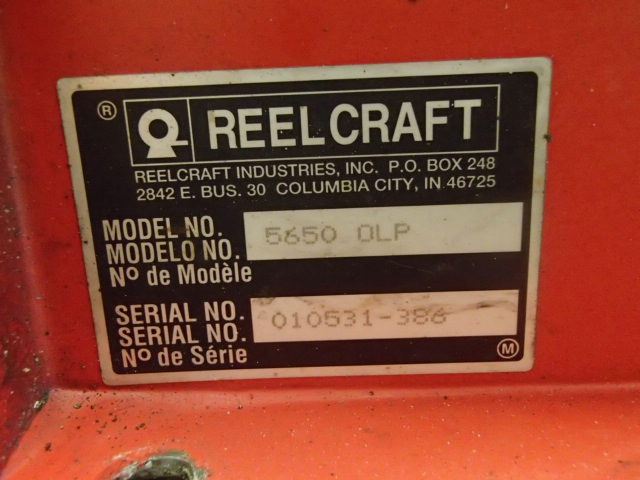 ® REELCRAFT
REELCRAFT INDUSTRIES, INC. P.O. BOX 248
2842 E. BUS. 30 COLUMBIA CITY, IN 46725
MODEL NO. 5650 OLP
MODELO NO.
Nº de Modèle
SERIAL NO. 010531-386
SERIAL NO.
Nº de Série
M